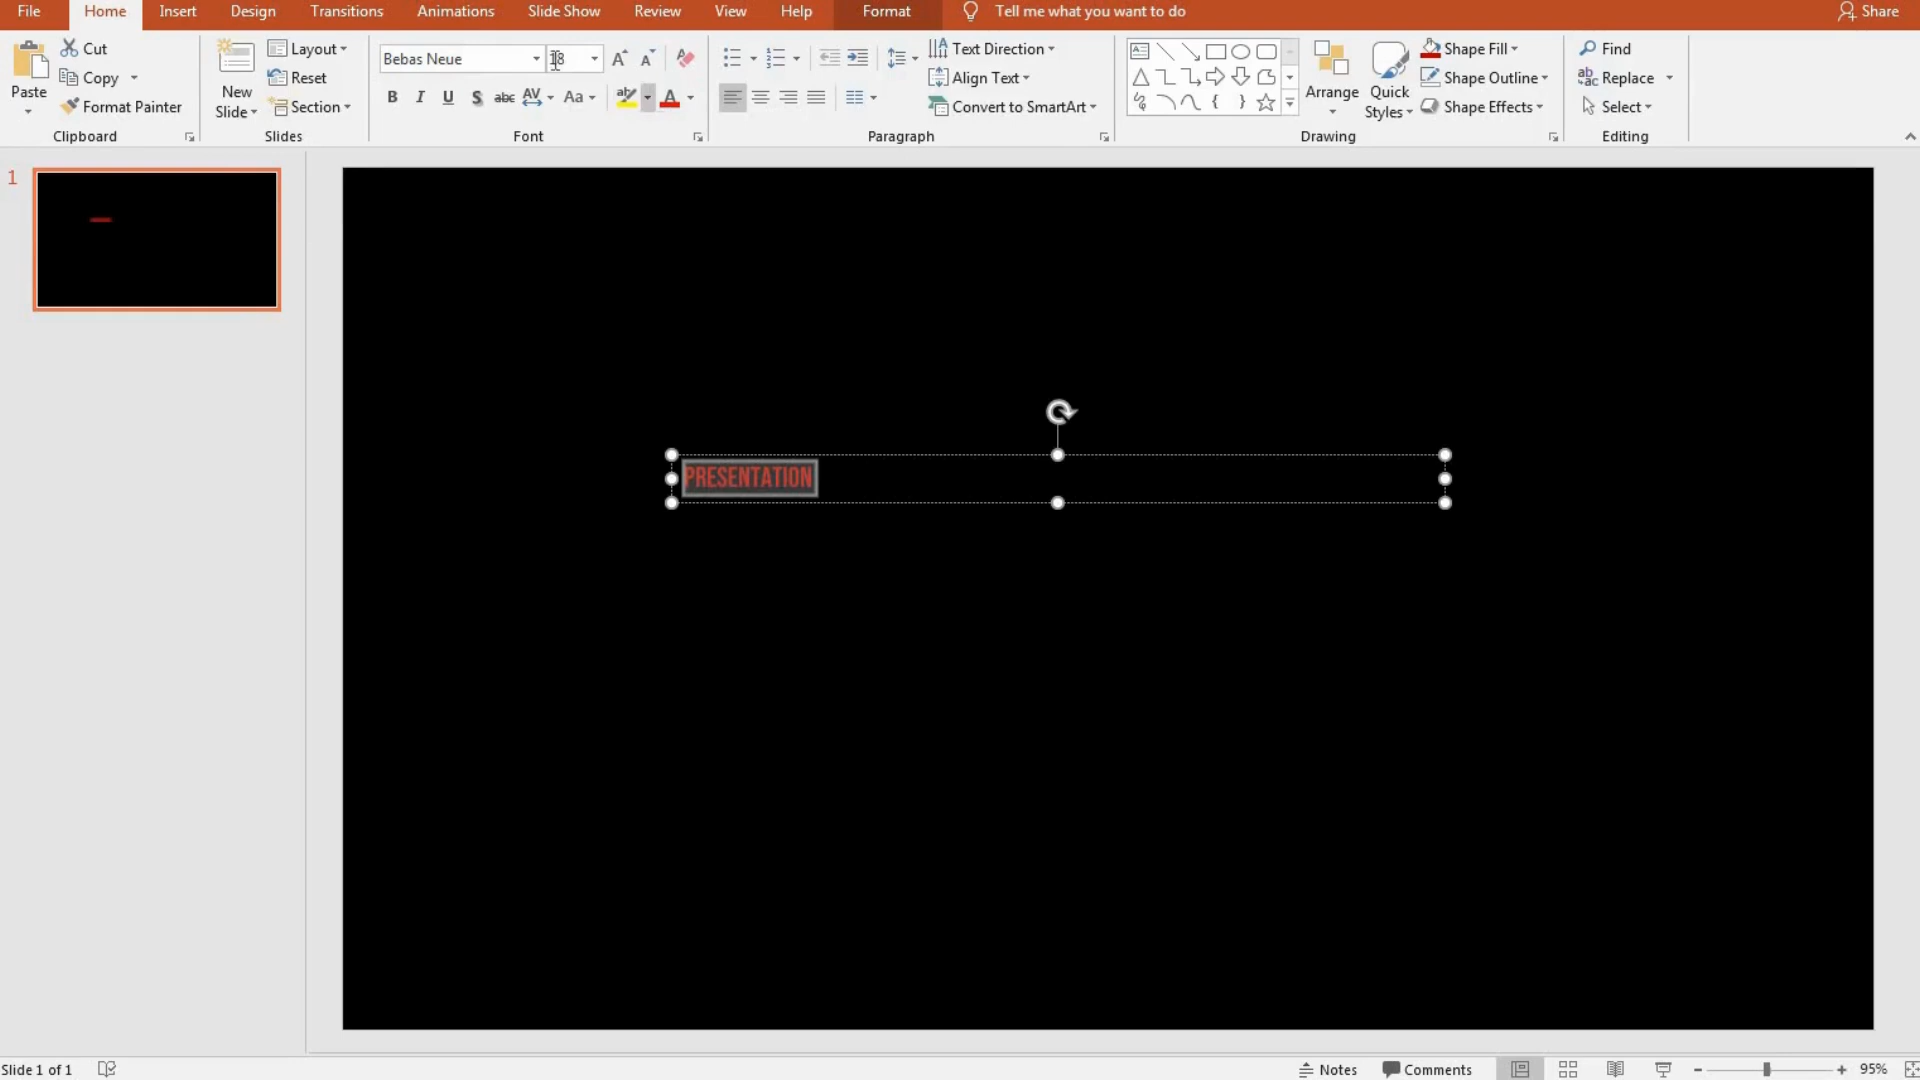 File Home Insert Design Transitions Animations Slide Show Review View Help Format Tell me what you want to do Share
Paste
Cut
Copy
Format Painter
Clipboard
New
Slide
Layout
Reset
Section
Slides
Bebas Neue 18
B I U S abc AV Aa A
Font
Text Direction
Align Text
Convert to SmartArt
Paragraph
Arrange
Quick
Styles
Shape Fill
Shape Outline
Shape Effects
Drawing
Find
Replace
Select
Editing
1
PRESENTATION
Slide 1 of 1 Notes Comments 95%